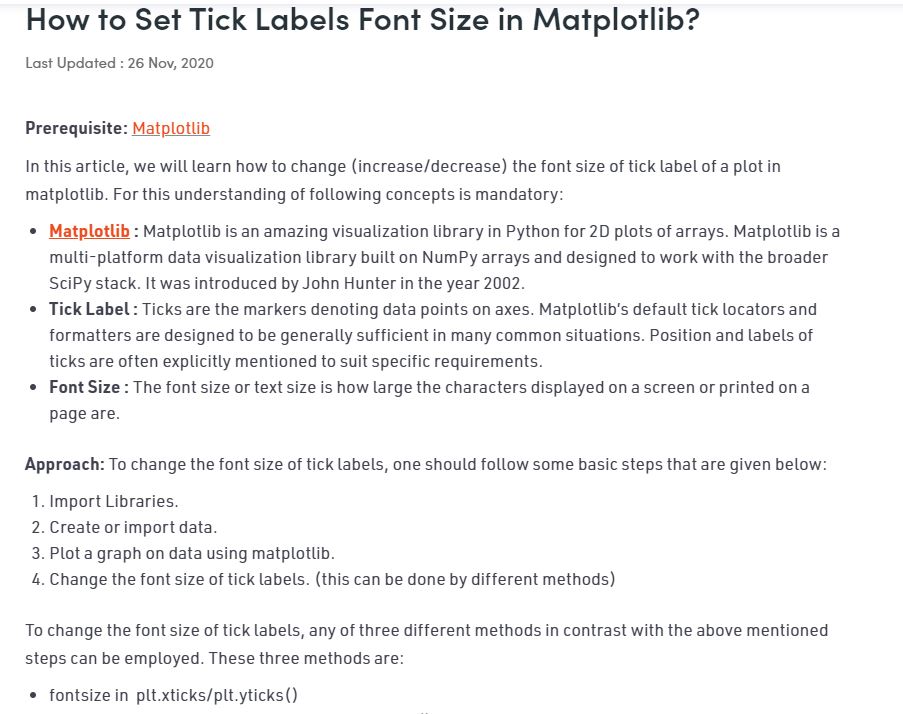 How to Set Tick Labels Font Size in Matplotlib?
Last Updated : 26 Nov, 2020
Prerequisite: Matplotlib
In this article, we will learn how to change (increase/decrease) the font size of tick label of a plot in
matplotlib. For this understanding of following concepts is mandatory:
• Matplotlib : Matplotlib is an amazing visualization library in Python for 2D plots of arrays. Matplotlib is a
multi-platform data visualization library built on NumPy arrays and designed to work with the broader
SciPy stack. It was introduced by John Hunter in the year 2002.
• Tick Label : Ticks are the markers denoting data points on axes. Matplotlib's default tick locators and
formatters are designed to be generally sufficient in many common situations. Position and labels of
ticks are often explicitly mentioned to suit specific requirements.
• Font Size : The font size or text size is how large the characters displayed on a screen or printed on a
page are.
Approach: To change the font size of tick labels, one should follow some basic steps that are given below:
1. Import Libraries.
2. Create or import data.
3. Plot a graph on data using matplotlib.
4. Change the font size of tick labels. (this can be done by different methods)
To change the font size of tick labels, any of three different methods in contrast with the above mentioned
steps can be employed. These three methods are:
• fontsize in plt.xticks/plt.yticks()